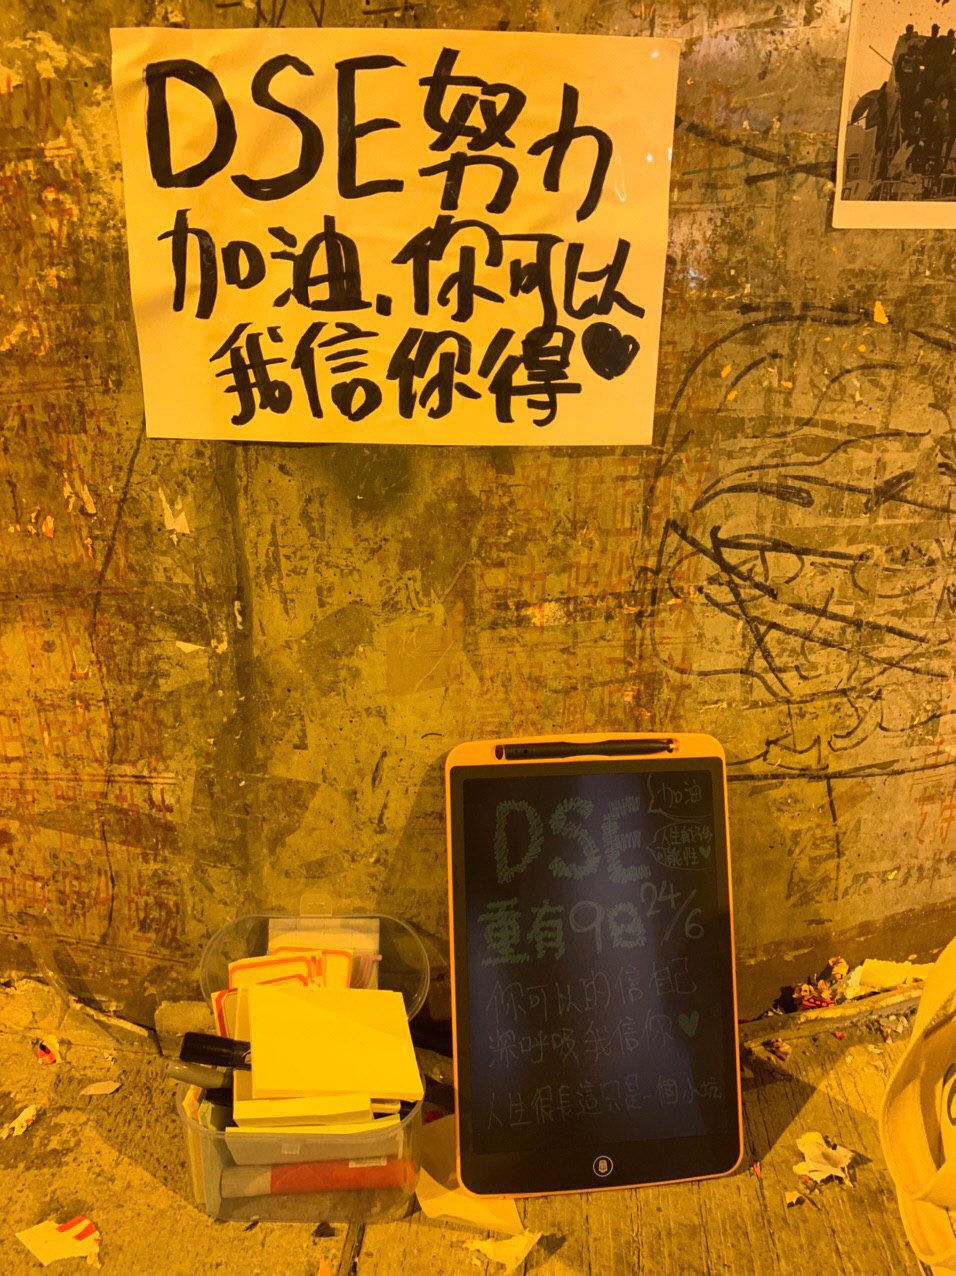 DSE努力
加油,你可以
我信你得♥
DSE
加油
人生有好多
可能性♥
重有9日 24/6
你可以的信自己
深呼吸我信你♥
人生很長這只是一個小坑